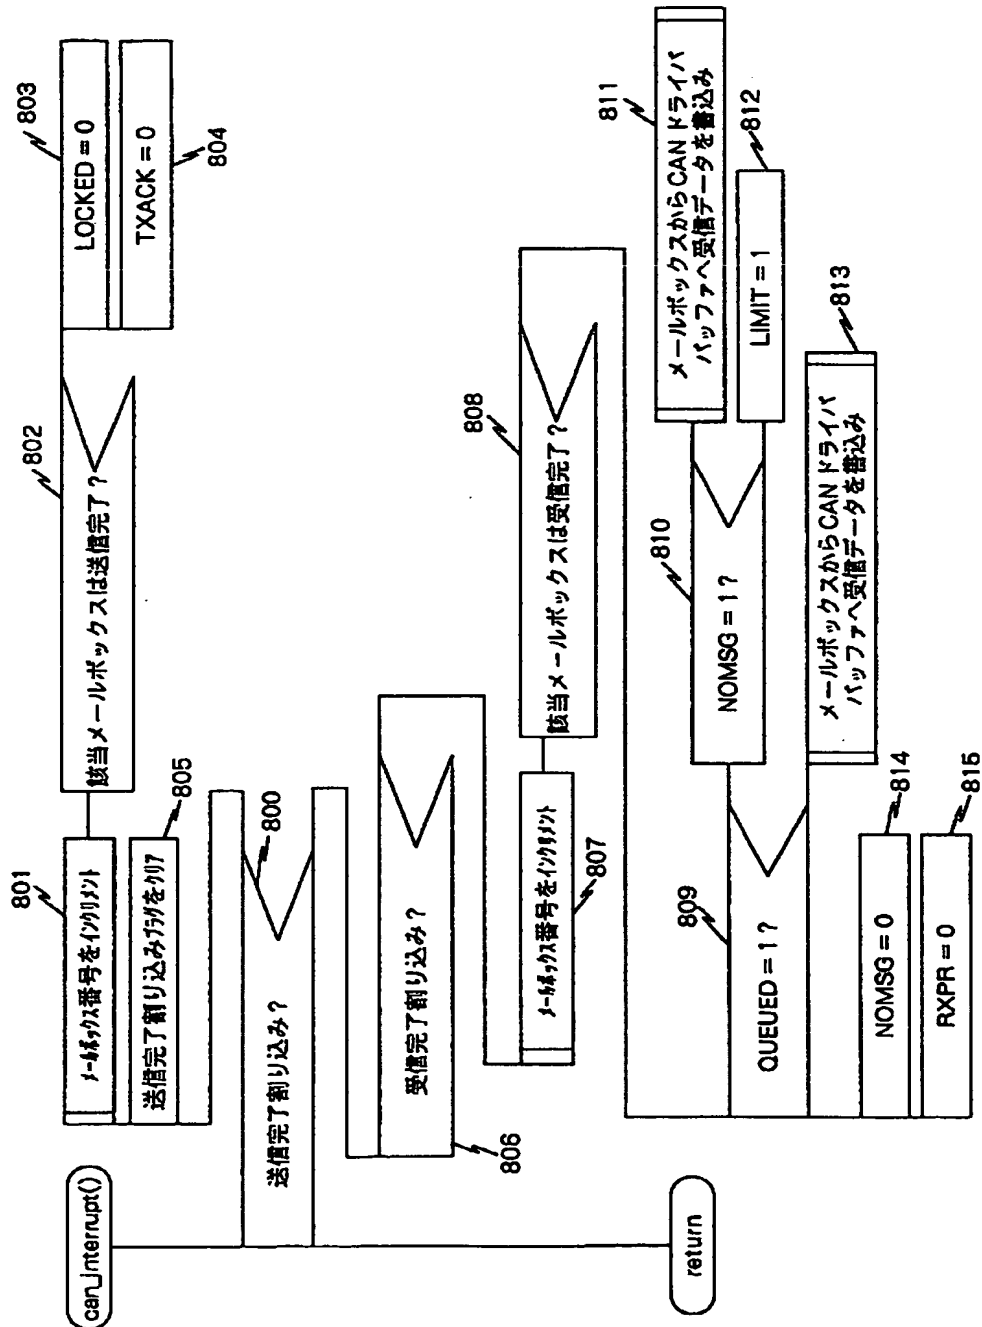 can_interrupt()
800
送信完了割り込み?
801
メールボックス番号をインクリメント
802
該当メールボックスは送信完了?
803
LOCKED = 0
TXACK = 0
804
送信完了割り込みフラグをクリア
805
受信完了割り込み?
806
メールボックス番号をインクリメント
807
808
該当メールボックスは受信完了?
809
QUEUED = 1?
810
NOMSG = 1?
811
メールボックスからCANドライバ
バッファへ受信データを書込み
812
LIMIT = 1
813
メールボックスからCANドライバ
バッファへ受信データを書込み
814
NOMSG = 0
815
RXPR = 0
return